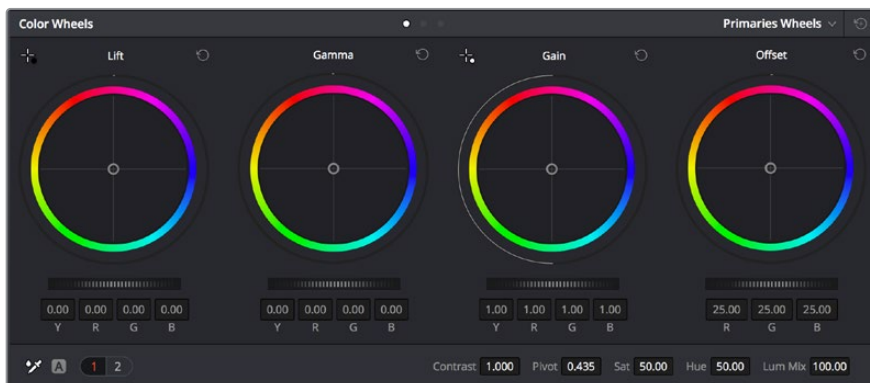 Color Wheels Primaries Wheels
Lift Gamma Gain Offset
0.00 0.00 0.00 0.00 0.00 0.00 0.00 0.00 1.00 1.00 1.00 1.00 25.00 25.00 25.00
Y R G B Y R G B Y R G B R G B
A 1 2 Contrast 1.000 Pivot 0.435 Sat 50.00 Hue 50.00 Lum Mix 100.00